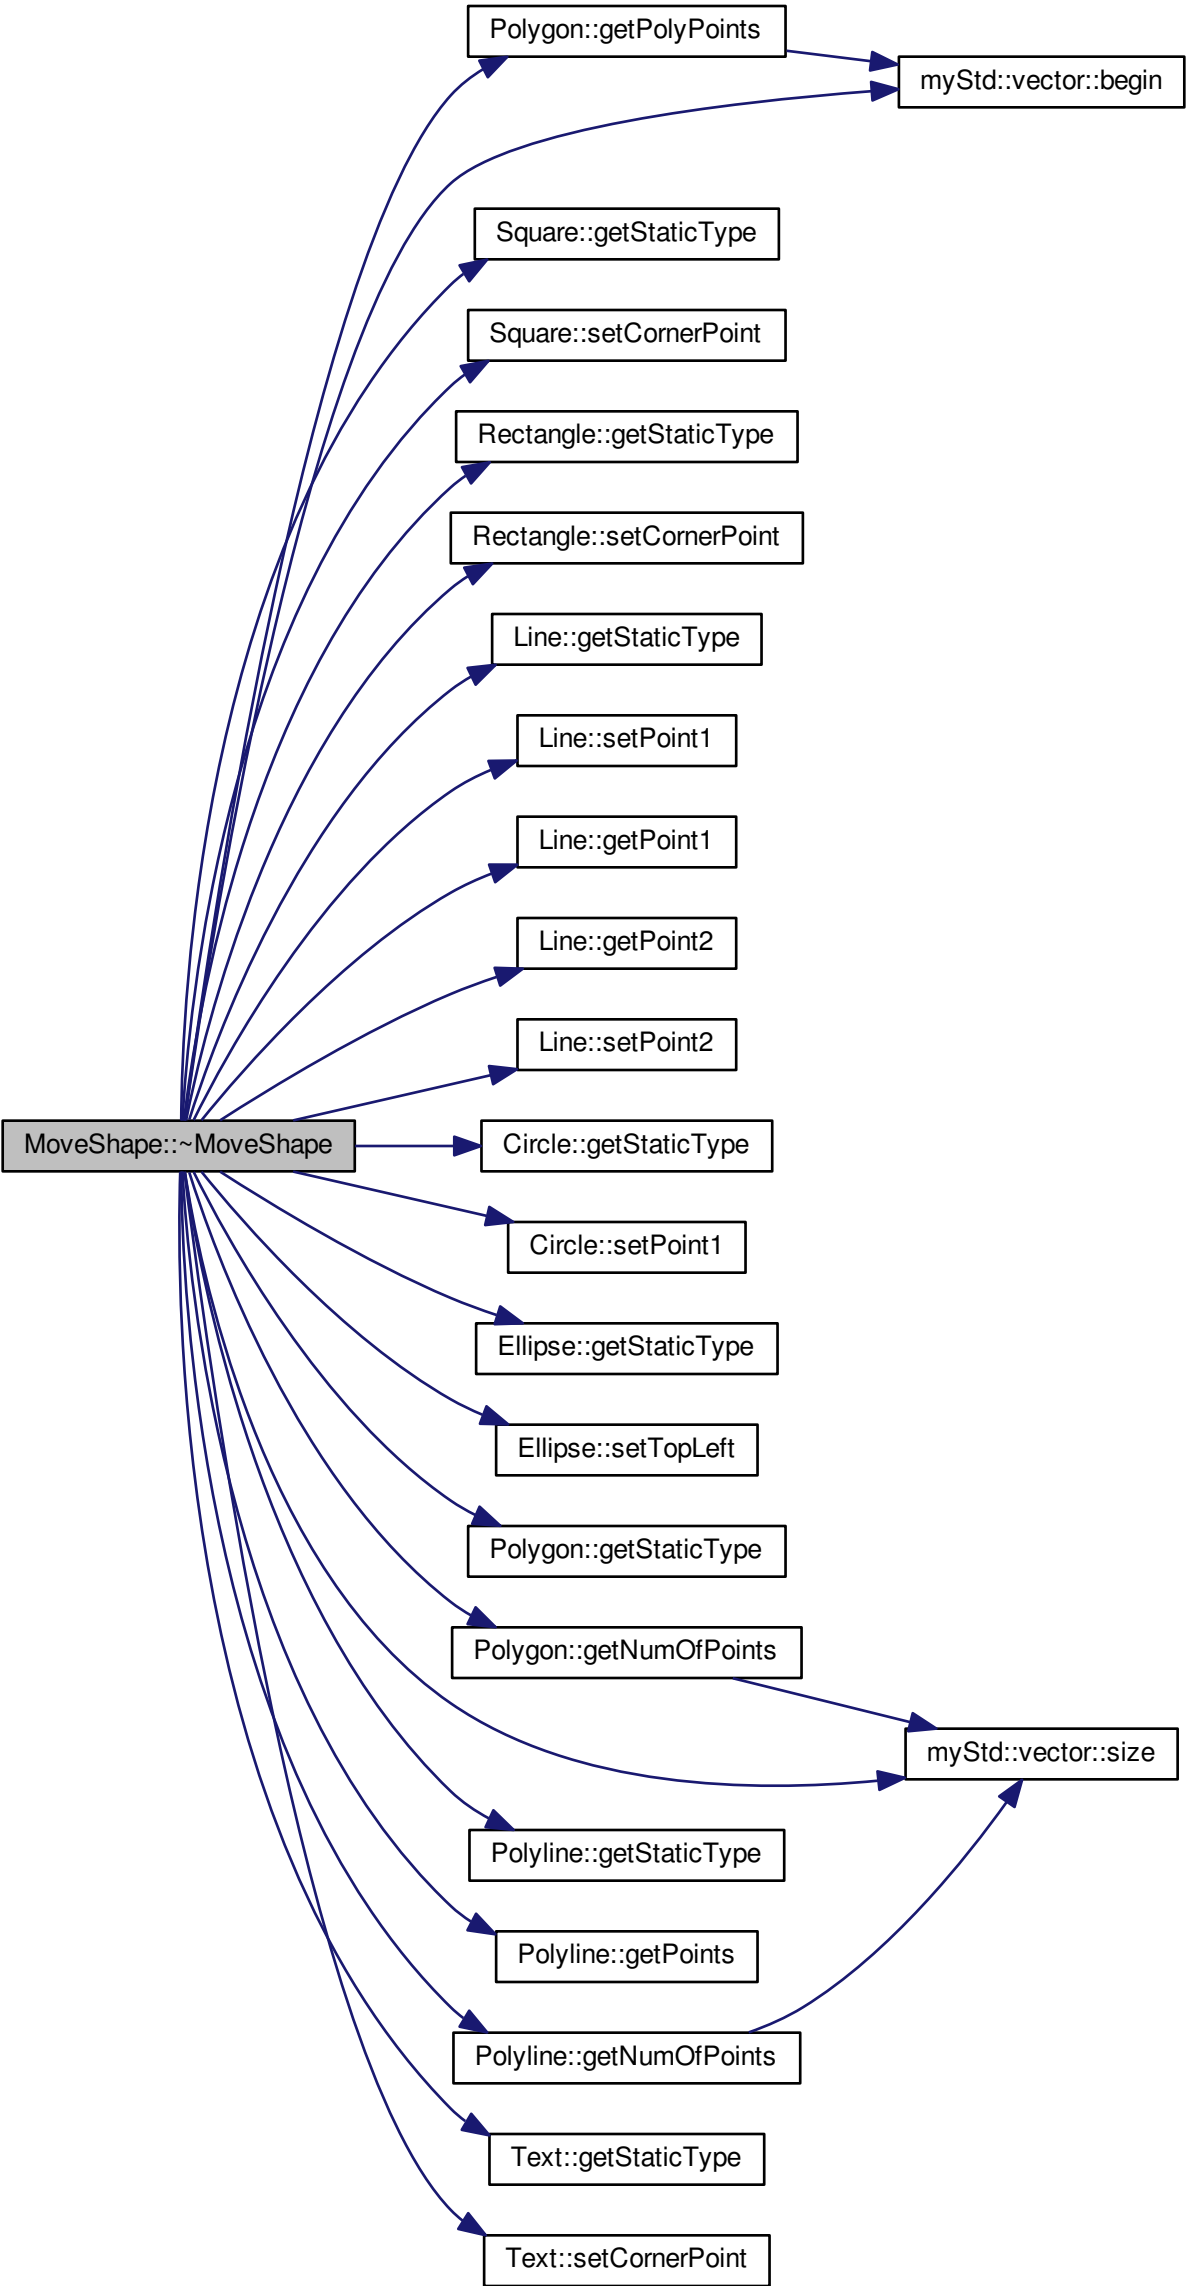 Polygon::getPolyPoints
myStd::vector::begin
Square::getStaticType
Square::setCornerPoint
Rectangle::getStaticType
Rectangle::setCornerPoint
Line::getStaticType
Line::setPoint1
Line::getPoint1
Line::getPoint2
Line::setPoint2
MoveShape::~MoveShape
Circle::getStaticType
Circle::setPoint1
Ellipse::getStaticType
Ellipse::setTopLeft
Polygon::getStaticType
Polygon::getNumOfPoints
myStd::vector::size
Polyline::getStaticType
Polyline::getPoints
Polyline::getNumOfPoints
Text::getStaticType
Text::setCornerPoint